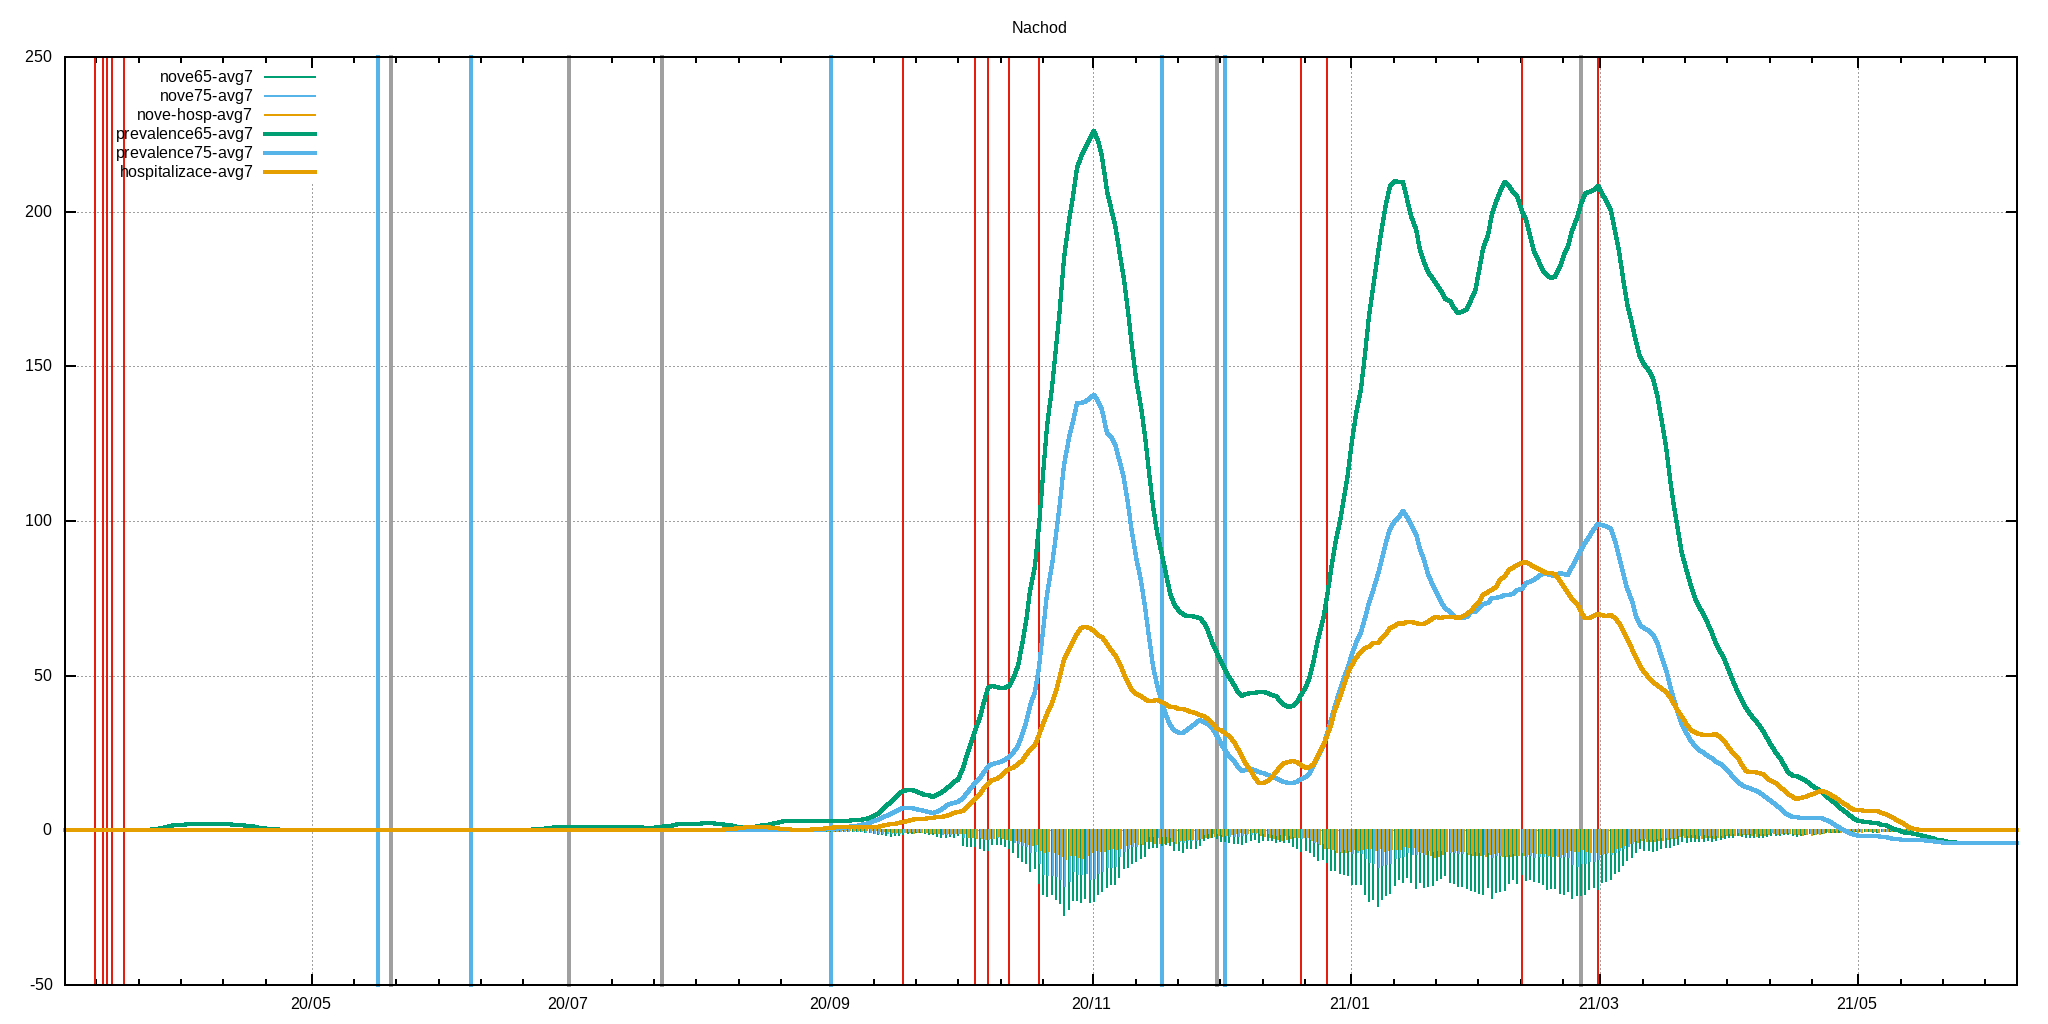 Nachod
250
200
150
100
50
0
-50
nove65-avg7
nove75-avg7
nove-hosp-avg7
prevalence65-avg7
prevalence75-avg7
hospitalizace-avg7
20/05 20/07 20/09 20/11 21/01 21/03 21/05